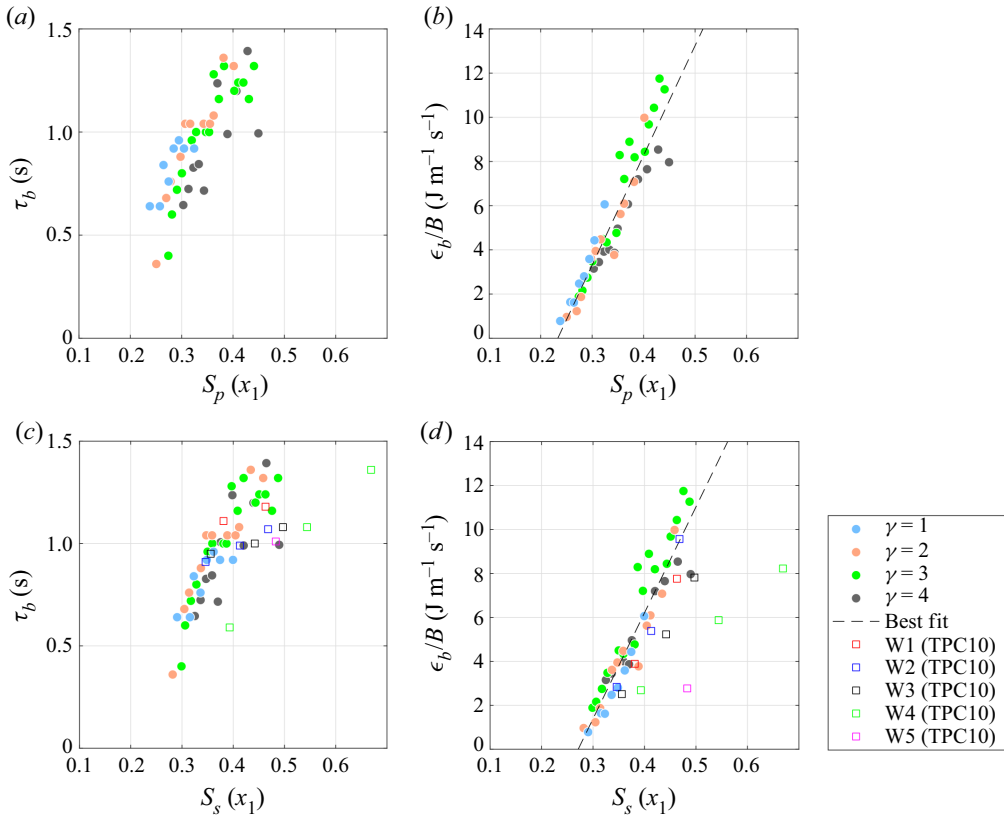 (a)
1.5
1.0
0.5
0
τb (s)
0.1 0.2 0.3 0.4 0.5 0.6
Sp (x1)
(b)
14
12
10
8
6
4
2
0
ϵb/B (J m−1 s−1)
0.1 0.2 0.3 0.4 0.5 0.6
Sp (x1)
(c)
1.5
1.0
0.5
0
τb (s)
0.1 0.2 0.3 0.4 0.5 0.6
Ss (x1)
(d)
14
12
10
8
6
4
2
0
ϵb/B (J m−1 s−1)
0.1 0.2 0.3 0.4 0.5 0.6
Ss (x1)
γ = 1
γ = 2
γ = 3
γ = 4
Best fit
W1 (TPC10)
W2 (TPC10)
W3 (TPC10)
W4 (TPC10)
W5 (TPC10)